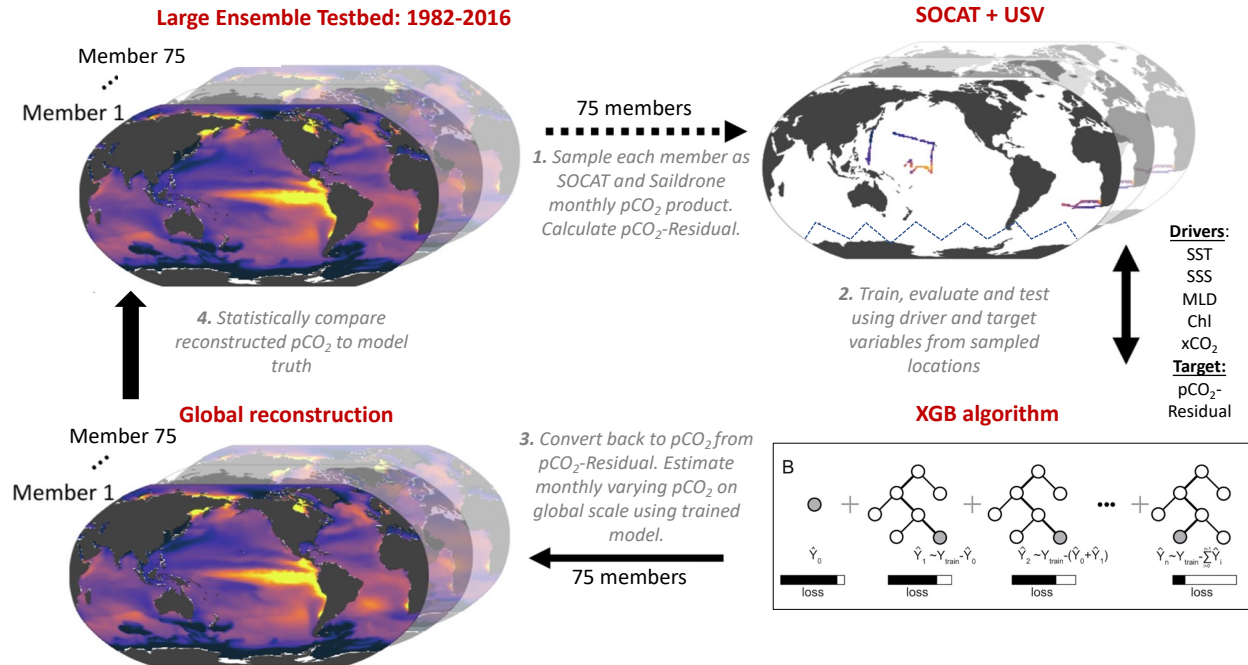 Large Ensemble Testbed: 1982-2016
Member 75
...
Member 1
75 members
1. Sample each member as
SOCAT and Saildrone
monthly pCO₂ product.
Calculate pCO₂-Residual.
SOCAT + USV
Drivers:
SST
SSS
MLD
Chl
xCO₂
Target:
pCO₂-
Residual
2. Train, evaluate and test
using driver and target
variables from sampled
locations
XGB algorithm
B
+ + ... +
Ŷ₀ Ŷ₁ ~Y_train-Ŷ₀ Ŷ₂ ~Y_train-(Ŷ₀+Ŷ₁) Ŷₙ~Y_train-
loss loss loss loss
3. Convert back to pCO₂ from
pCO₂-Residual. Estimate
monthly varying pCO₂ on
global scale using trained
model.
75 members
Global reconstruction
Member 75
...
Member 1
4. Statistically compare
reconstructed pCO₂ to model
truth